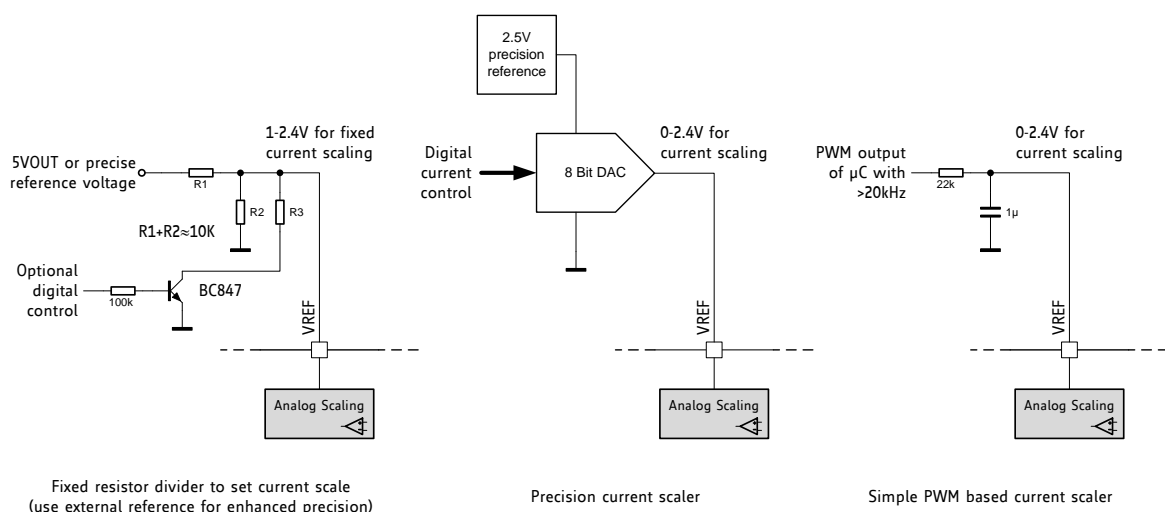 1-2.4V for fixed
current scaling
5VOUT or precise
reference voltage
R1
R2
R3
R1+R2≈10K
Optional
digital
control
100k
BC847
VREF
Analog Scaling
Fixed resistor divider to set current scale
(use external reference for enhanced precision)
2.5V
precision
reference
Digital
current
control
8 Bit DAC
0-2.4V for
current scaling
VREF
Analog Scaling
Precision current scaler
PWM output
of µC with
>20kHz
22k
1µ
0-2.4V for
current scaling
VREF
Analog Scaling
Simple PWM based current scaler